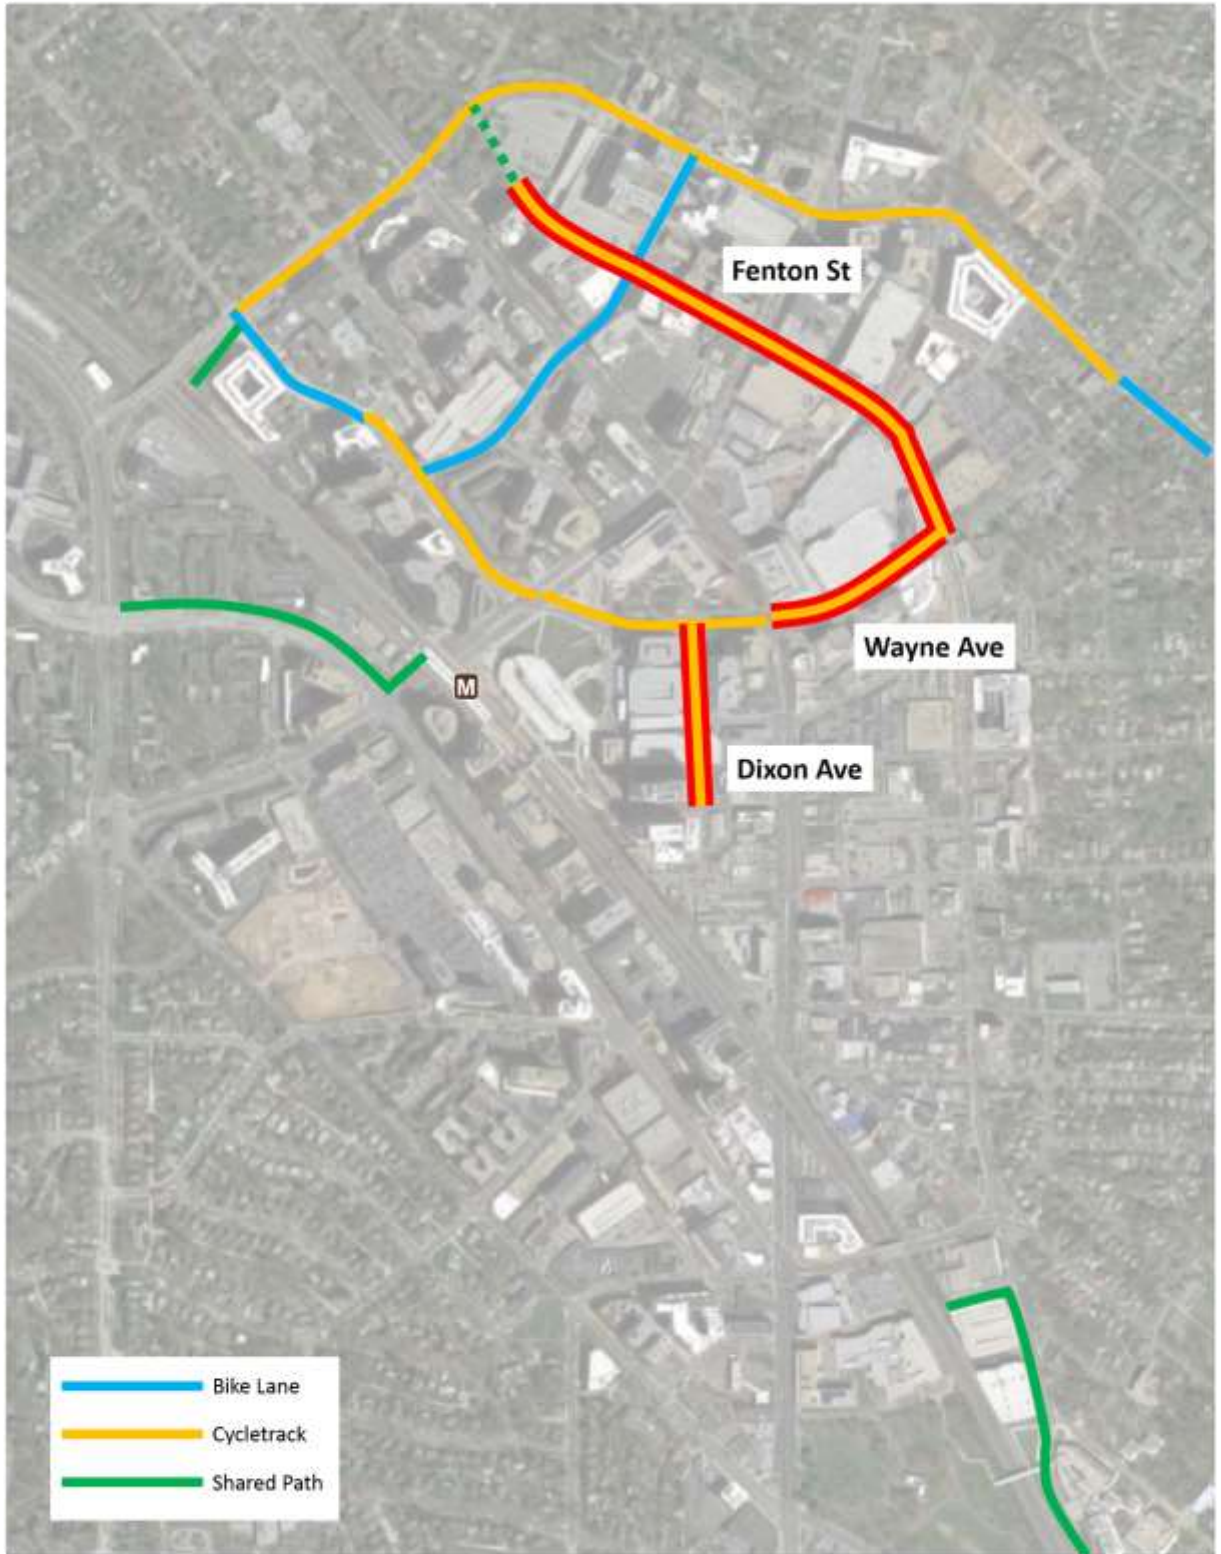 Fenton St
Wayne Ave
M
Dixon Ave
Bike Lane
Cycletrack
Shared Path